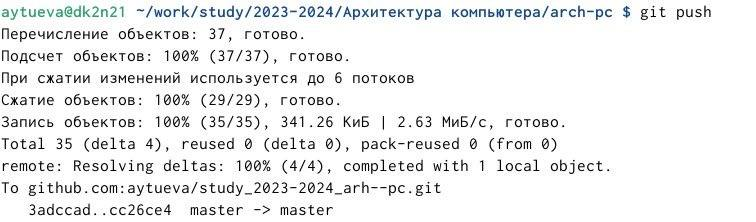 aytueva@dk2n21 ~/work/study/2023-2024/Архитектура компьютера/arch-pc $ git push
Перечисление объектов: 37, готово.
Подсчет объектов: 100% (37/37), готово.
При сжатии изменений используется до 6 потоков
Сжатие объектов: 100% (29/29), готово.
Запись объектов: 100% (35/35), 341.26 КиБ | 2.63 МиБ/с, готово.
Total 35 (delta 4), reused 0 (delta 0), pack-reused 0 (from 0)
remote: Resolving deltas: 100% (4/4), completed with 1 local object.
To github.com:aytueva/study_2023-2024_arh--pc.git
   3adccad..cc26ce4  master -> master